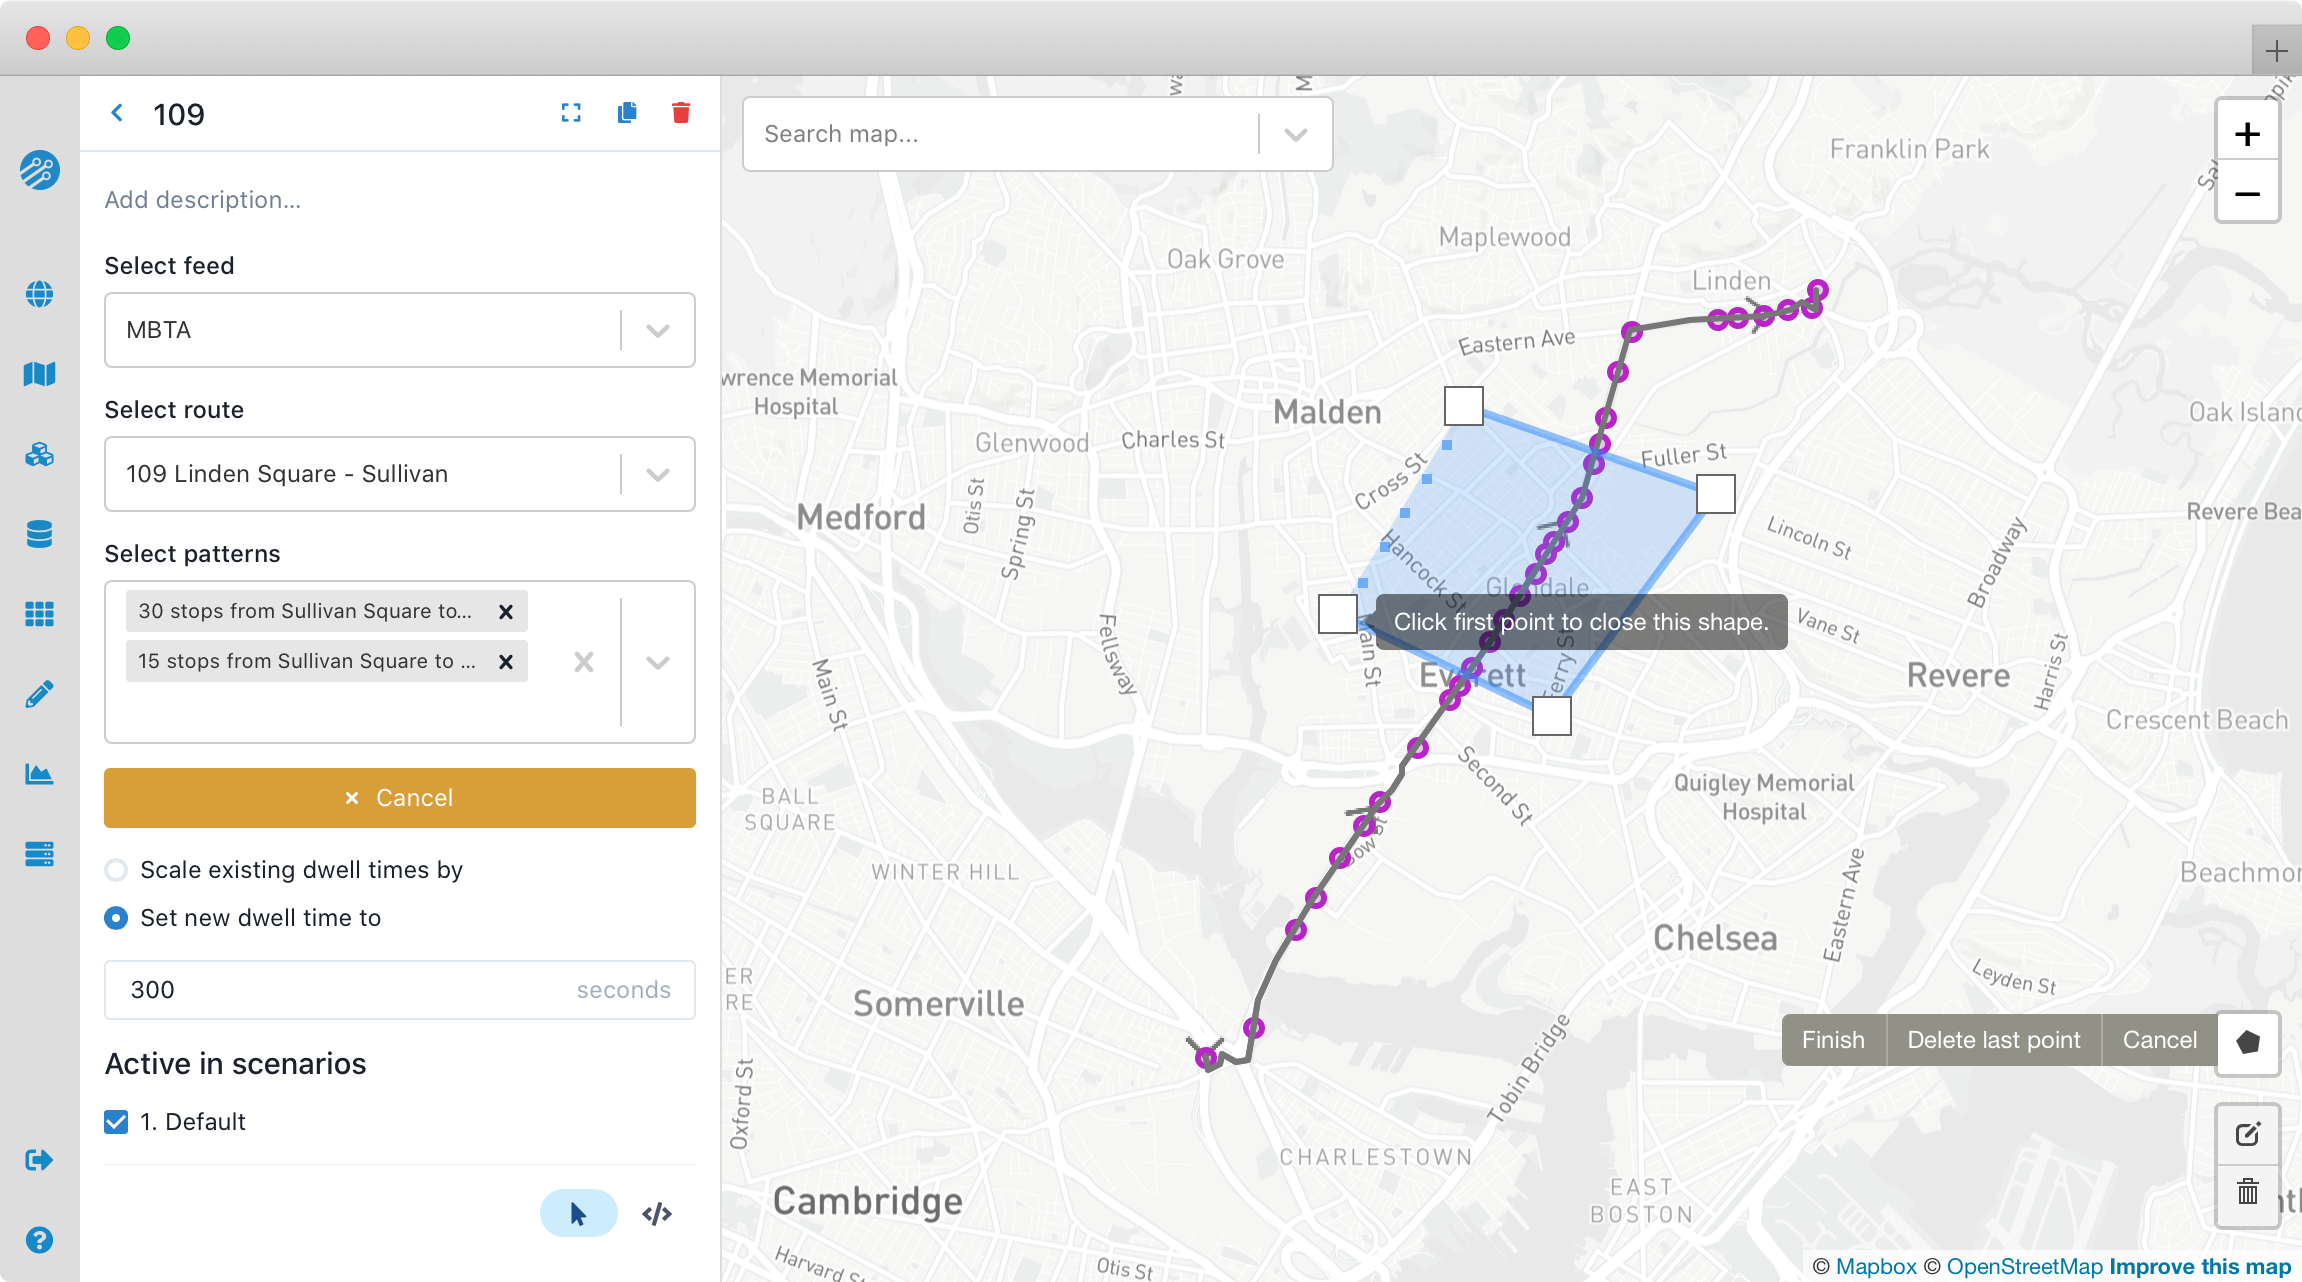 109
Add description...
Select feed
MBTA
Select route
109 Linden Square - Sullivan
Select patterns
30 stops from Sullivan Square to...
15 stops from Sullivan Square to ...
Cancel
Scale existing dwell times by
Set new dwell time to
300
seconds
Active in scenarios
1. Default
Search map...
Franklin Park
Maplewood
Oak Grove
Linden
Eastern Ave
wrence Memorial
Hospital
Malden
Oak Island
Glenwood
Charles St
Fuller St
Cross St
Otis St
Spring St
Medford
Revere Bea
Lincoln St
Broadway
Hancock St
Click first point to close this shape.
Vane St
Fellsway
Main St
Ferry St
Harris St
Revere
Crescent Beach
Second St
Quigley Memorial
Hospital
BALL
SQUARE
WINTER HILL
Beachmon
Eastern Ave
Chelsea
Leyden St
ER
RE
Somerville
Finish
Delete last point
Cancel
Tobin Bridge
Oxford St
CHARLESTOWN
Cambridge
EAST
BOSTON
Harvard St
Otis St
© Mapbox © OpenStreetMap Improve this map